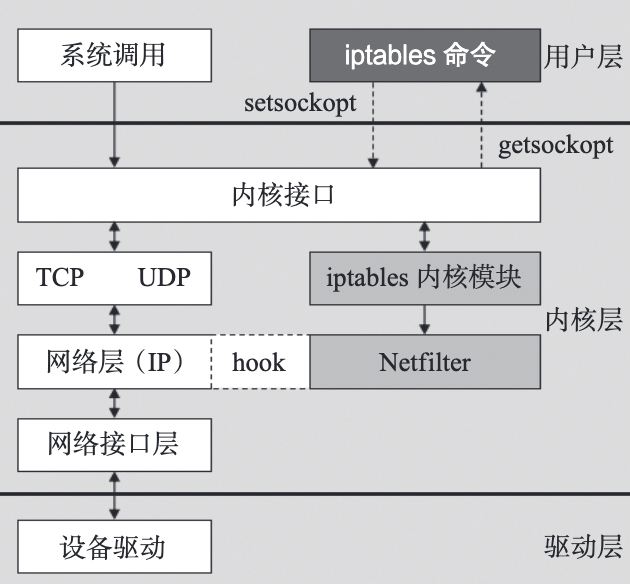 系统调用
iptables 命令
用户层
setsockopt
getsockopt
内核接口
TCP UDP
iptables 内核模块
内核层
网络层（IP）
hook
Netfilter
网络接口层
设备驱动
驱动层